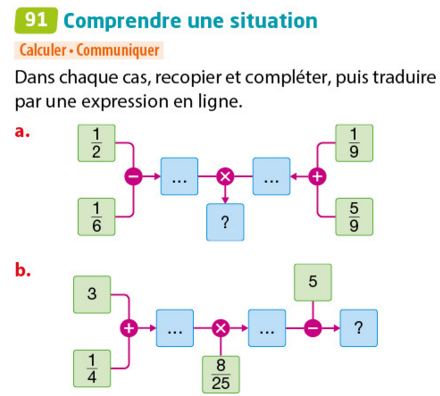 91 Comprendre une situation
Calculer • Communiquer
Dans chaque cas, recopier et compléter, puis traduire
par une expression en ligne.
a.
1/2 1/9
− ... × ... +
1/6 ? 5/9
b.
3 5
+ ... × ... − ?
1/4 8/25